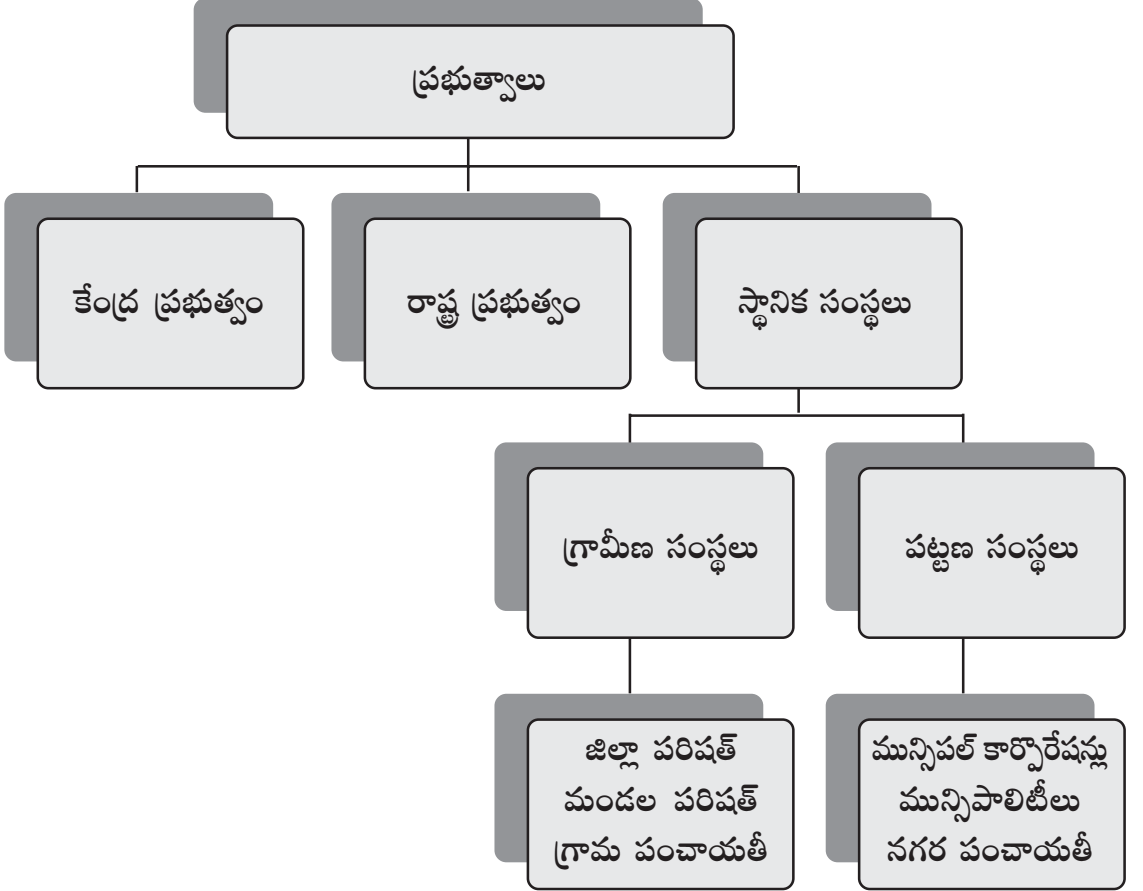 ప్రభుత్వాలు
కేంద్ర ప్రభుత్వం
రాష్ట్ర ప్రభుత్వం
స్థానిక సంస్థలు
గ్రామీణ సంస్థలు
పట్టణ సంస్థలు
జిల్లా పరిషత్
మండల పరిషత్
గ్రామ పంచాయతీ
మున్సిపల్ కార్పొరేషన్లు
మున్సిపాలిటీలు
నగర పంచాయతీ